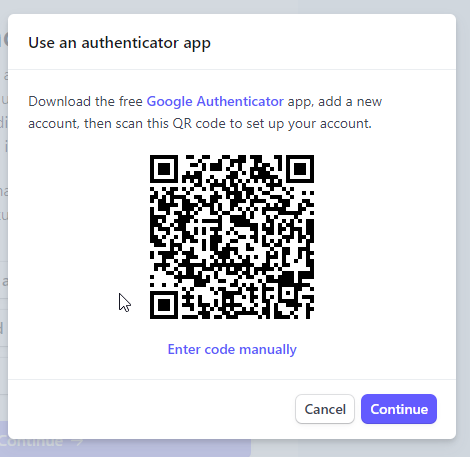 Use an authenticator app
Download the free Google Authenticator app, add a new
account, then scan this QR code to set up your account.
Enter code manually
Cancel
Continue
Continue →